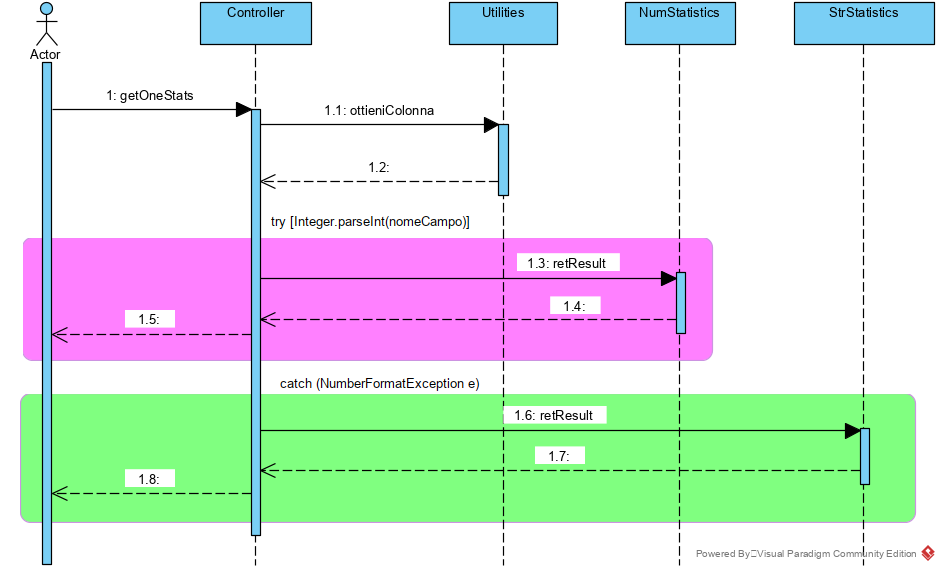 Controller
Utilities
NumStatistics
StrStatistics
Actor
1: getOneStats
1.1: ottieniColonna
1.2:
try [Integer.parseInt(nomeCampo)]
1.3: retResult
1.4:
1.5:
catch (NumberFormatException e)
1.6: retResult
1.7:
1.8:
Powered By Visual Paradigm Community Edition